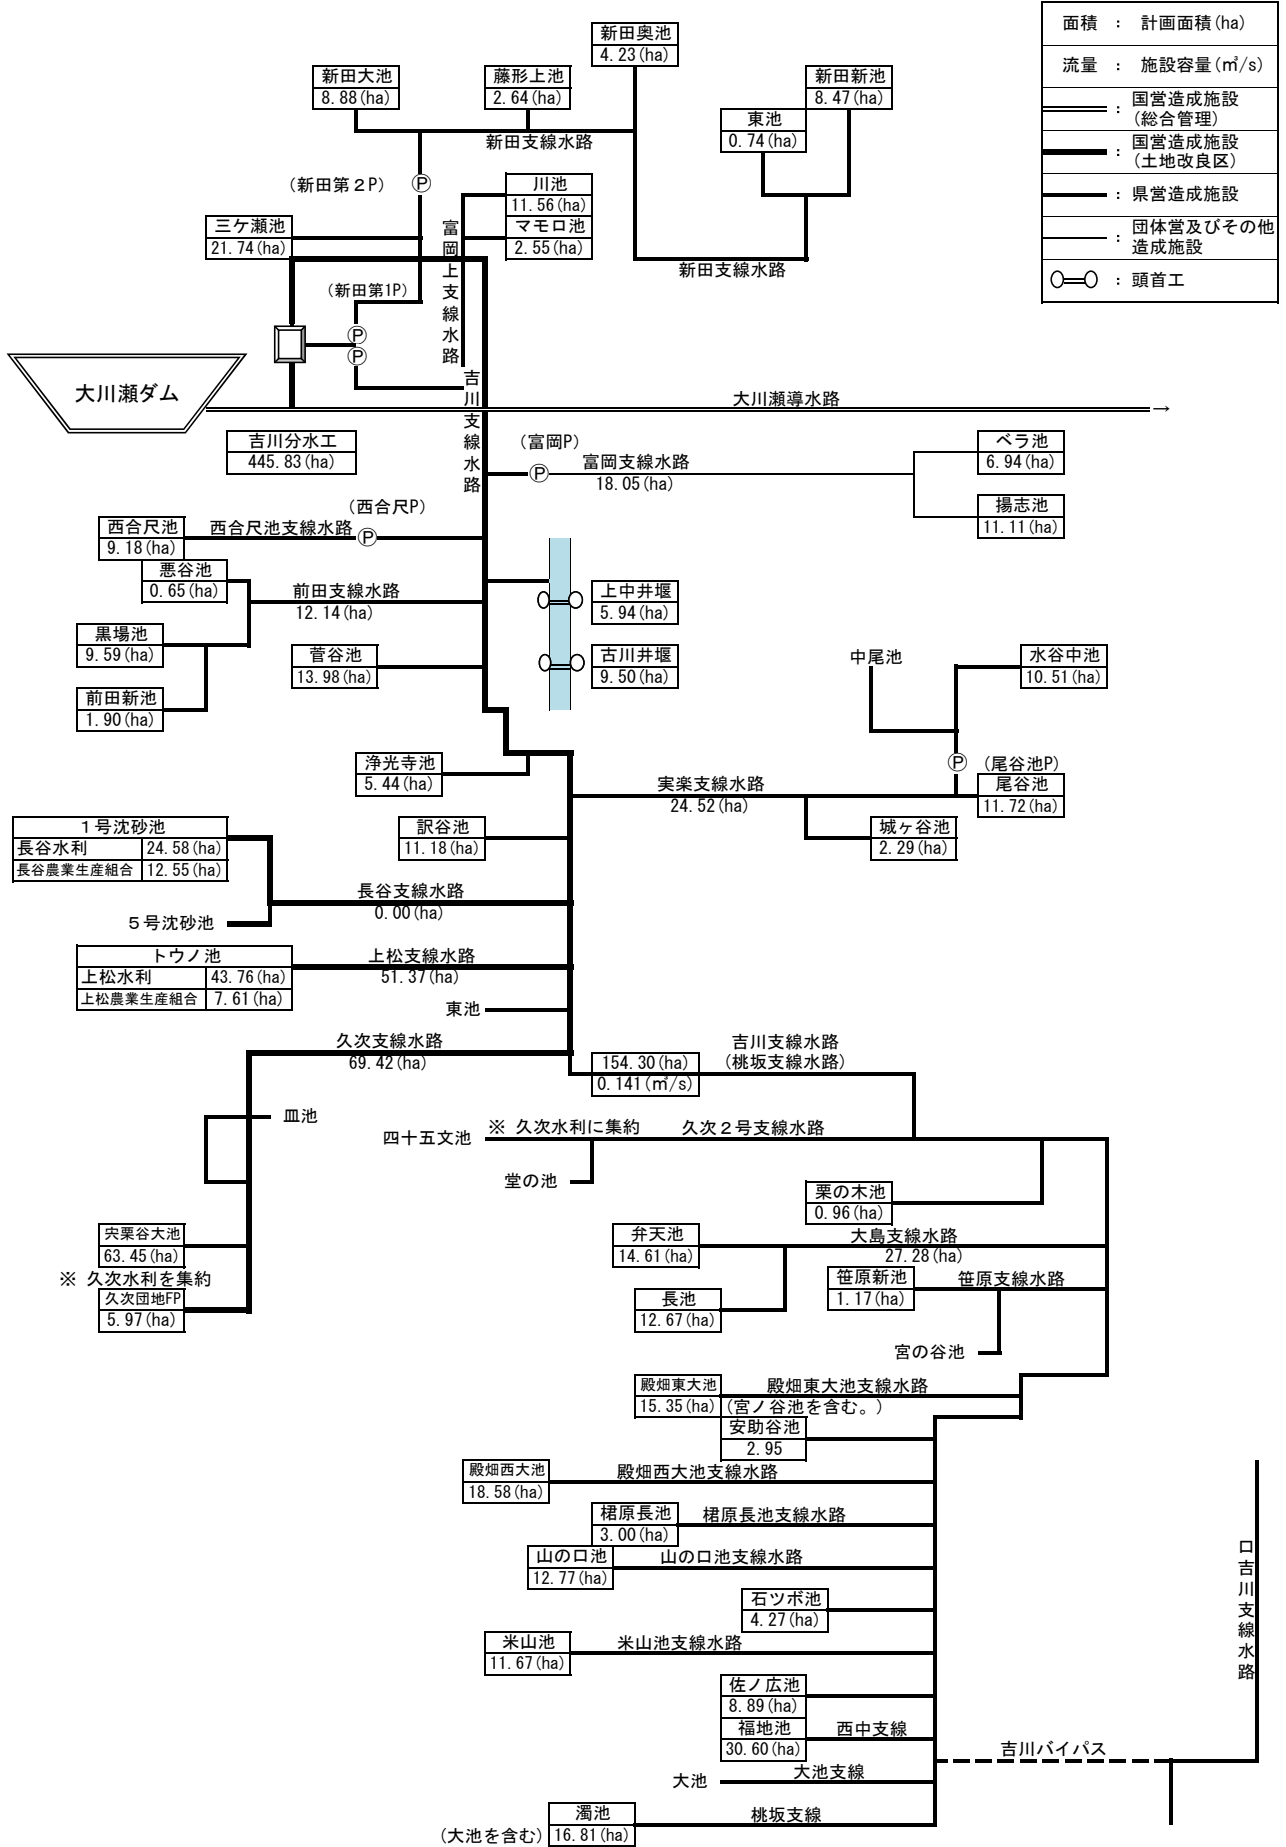 面積 ： 計画面積(ha)
流量 ： 施設容量(㎥/s)
： 国営造成施設
(総合管理)
： 国営造成施設
(土地改良区)
： 県営造成施設
： 団体営及びその他
造成施設
： 頭首工
新田奥池
4.23(ha)
新田大池
8.88(ha)
藤形上池
2.64(ha)
新田新池
8.47(ha)
東池
0.74(ha)
新田支線水路
(新田第２P)
P
川池
11.56(ha)
マモロ池
2.55(ha)
三ケ瀬池
21.74(ha)
富岡上支線水路
新田支線水路
(新田第1P)
P
P
大川瀬ダム
吉川支線水路
大川瀬導水路
→
吉川分水工
445.83(ha)
(富岡P)
P
富岡支線水路
18.05(ha)
ベラ池
6.94(ha)
揚志池
11.11(ha)
(西合尺P)
西合尺池
9.18(ha)
西合尺池支線水路
P
悪谷池
0.65(ha)
前田支線水路
12.14(ha)
上中井堰
5.94(ha)
黒場池
9.59(ha)
菅谷池
13.98(ha)
古川井堰
9.50(ha)
中尾池
水谷中池
10.51(ha)
前田新池
1.90(ha)
浄光寺池
5.44(ha)
P
(尾谷池P)
実楽支線水路
24.52(ha)
尾谷池
11.72(ha)
１号沈砂池
長谷水利 24.58(ha)
長谷農業生産組合 12.55(ha)
訳谷池
11.18(ha)
城ヶ谷池
2.29(ha)
長谷支線水路
0.00(ha)
５号沈砂池
トウノ池
上松水利 43.76(ha)
上松農業生産組合 7.61(ha)
上松支線水路
51.37(ha)
東池
久次支線水路
69.42(ha)
154.30(ha)
0.141(㎥/s)
吉川支線水路
(桃坂支線水路)
皿池
四十五文池
※ 久次水利に集約
久次２号支線水路
堂の池
栗の木池
0.96(ha)
宍粟谷大池
63.45(ha)
弁天池
14.61(ha)
大島支線水路
27.28(ha)
※ 久次水利を集約
久次団地FP
5.97(ha)
笹原新池
1.17(ha)
笹原支線水路
長池
12.67(ha)
宮の谷池
殿畑東大池
15.35(ha)
殿畑東大池支線水路
(宮ノ谷池を含む。)
安助谷池
2.95
殿畑西大池
18.58(ha)
殿畑西大池支線水路
桾原長池
3.00(ha)
桾原長池支線水路
山の口池
12.77(ha)
山の口池支線水路
石ツボ池
4.27(ha)
口吉川支線水路
米山池
11.67(ha)
米山池支線水路
佐ノ広池
8.89(ha)
福地池
30.60(ha)
西中支線
吉川バイパス
大池
大池支線
濁池
16.81(ha)
(大池を含む)
桃坂支線